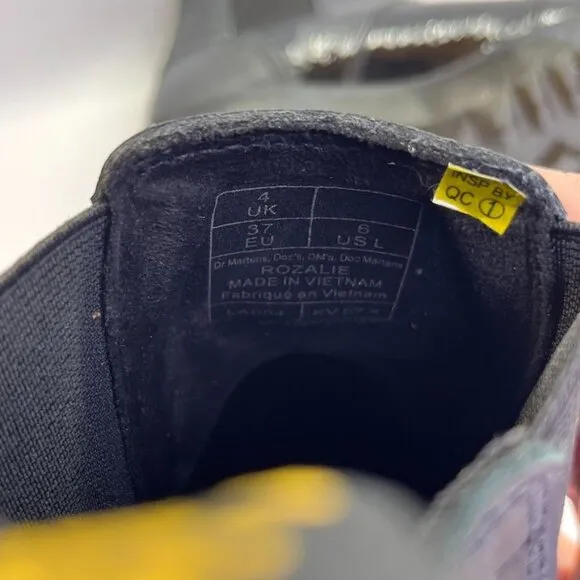 4
UK
37
EU
6
US L
Dr Martens, Doc's, DM's, Doc Martens
ROZALIE
MADE IN VIETNAM
Fabriqué en Vietnam
INSP BY
QC 1